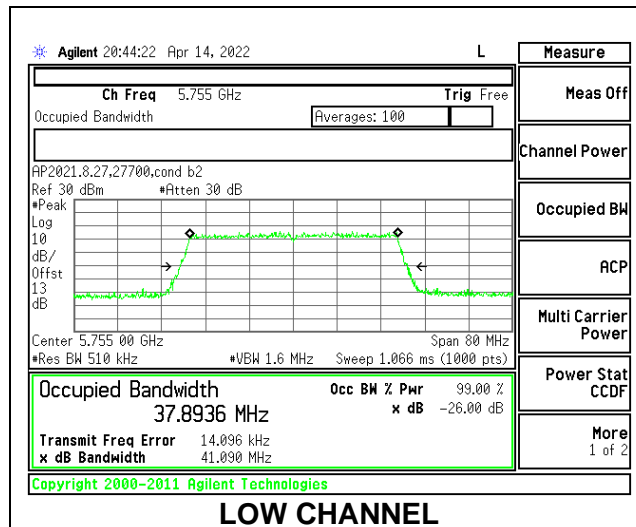 Agilent 20:44:22 Apr 14, 2022 L Measure
Ch Freq 5.755 GHz Trig Free
Meas Off
Occupied Bandwidth Averages: 100
Channel Power
AP2021.8.27,27700,cond b2
Ref 30 dBm #Atten 30 dB
#Peak
Log
10
dB/
Offst
13
dB
Occupied BW
ACP
Center 5.755 00 GHz Span 80 MHz
#Res BW 510 kHz #VBW 1.6 MHz Sweep 1.066 ms (1000 pts)
Multi Carrier
Power
Occupied Bandwidth Occ BW % Pwr 99.00 %
37.8936 MHz x dB -26.00 dB
Power Stat
CCDF
Transmit Freq Error 14.096 kHz
x dB Bandwidth 41.090 MHz
More
1 of 2
Copyright 2000-2011 Agilent Technologies
LOW CHANNEL